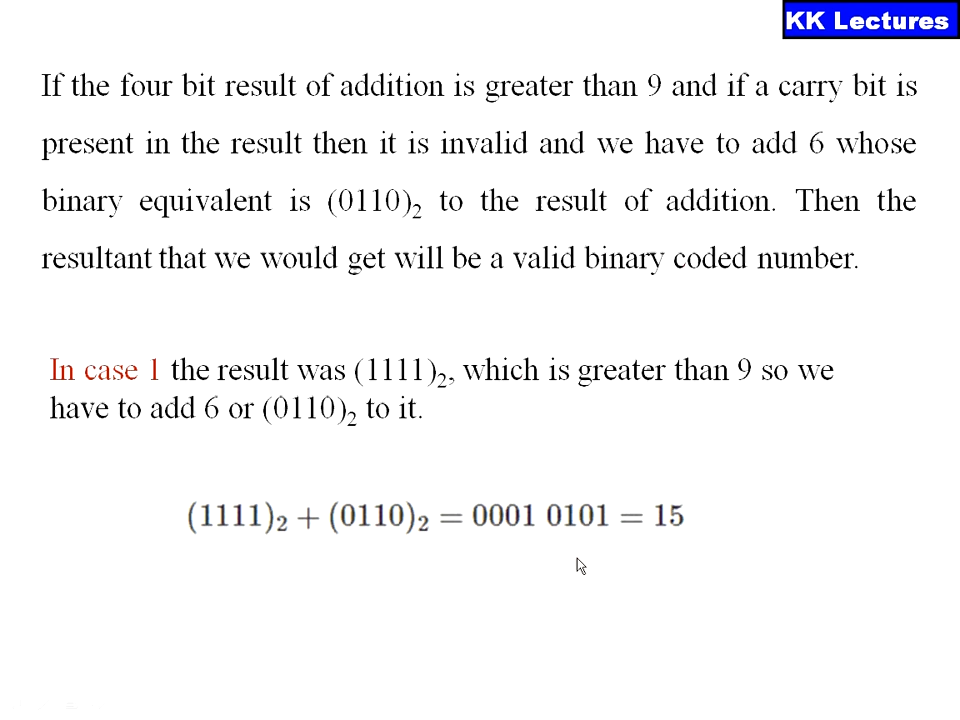 KK Lectures
If the four bit result of addition is greater than 9 and if a carry bit is
present in the result then it is invalid and we have to add 6 whose
binary equivalent is (0110)₂ to the result of addition. Then the
resultant that we would get will be a valid binary coded number.
In case 1 the result was (1111)₂, which is greater than 9 so we
have to add 6 or (0110)₂ to it.
(1111)₂ + (0110)₂ = 0001 0101 = 15